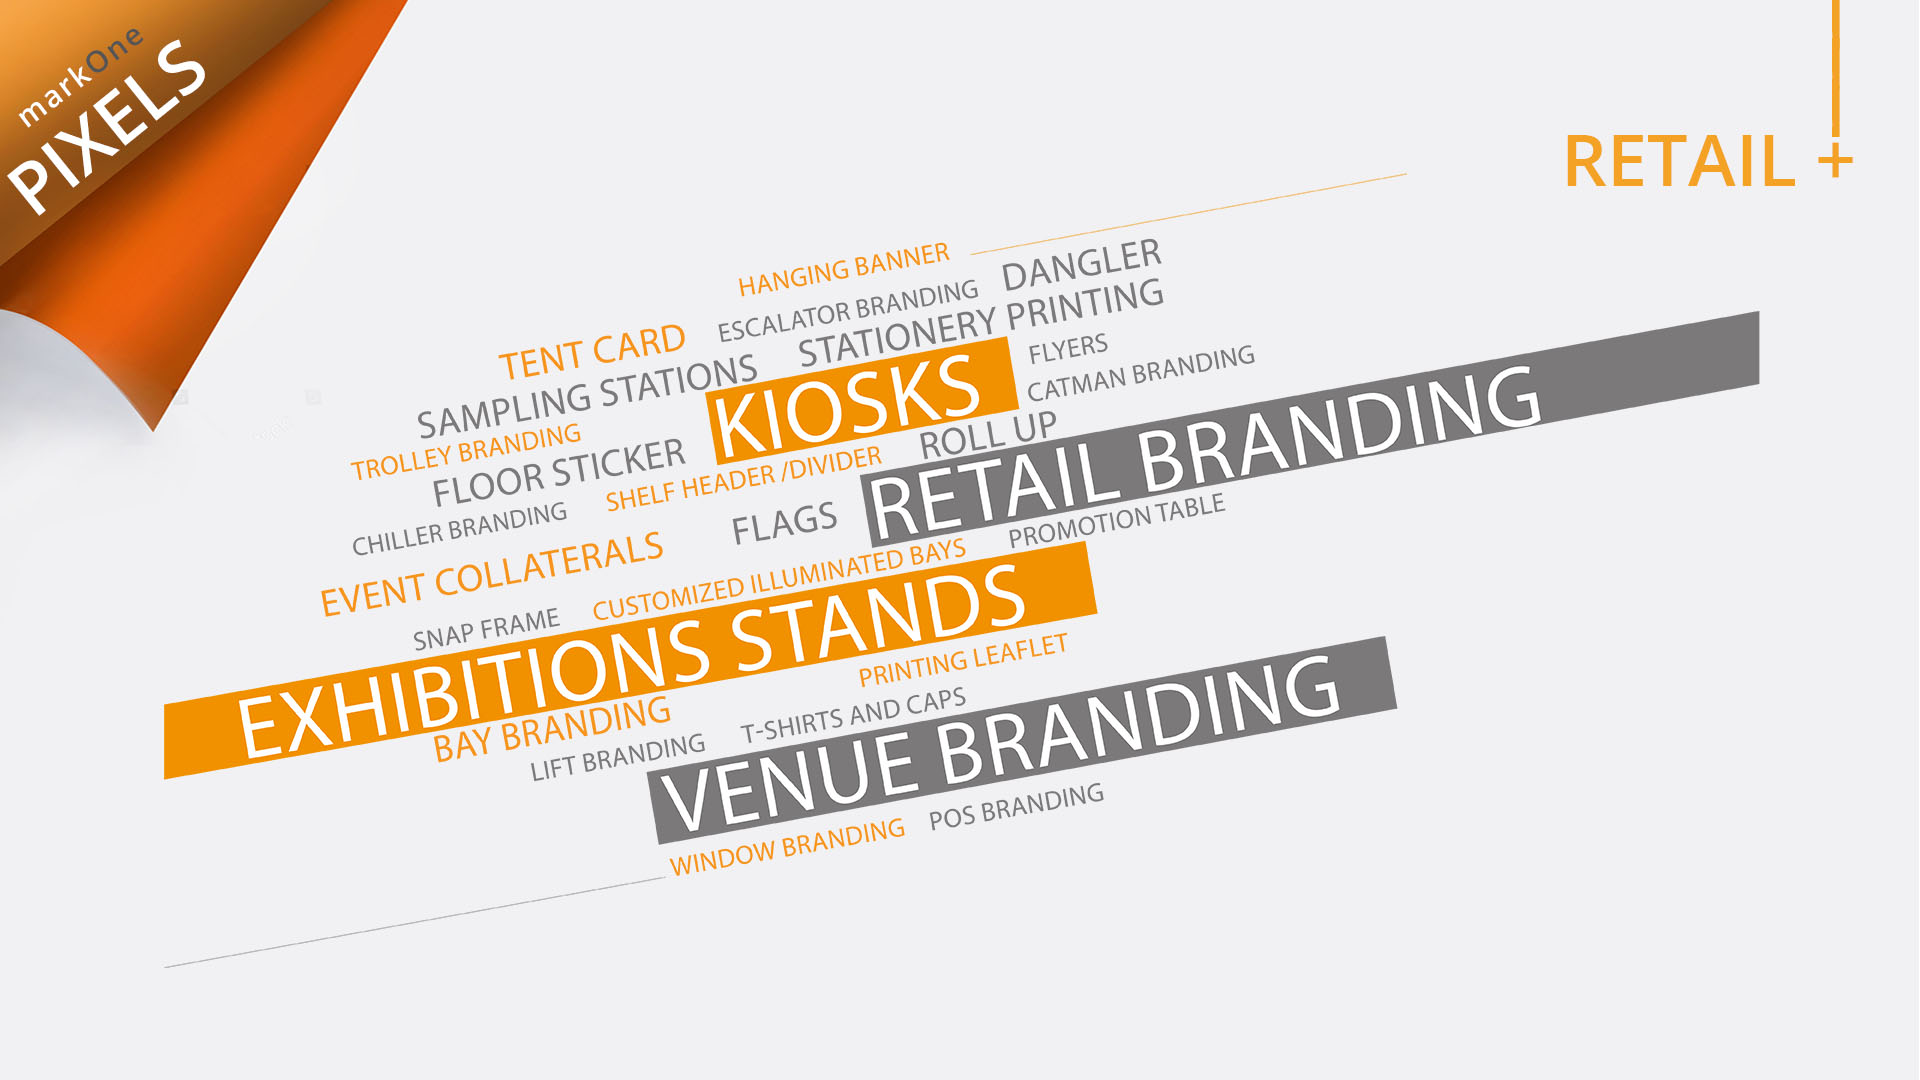 markOne
PIXELS
RETAIL +
HANGING BANNER
ESCALATOR BRANDING
DANGLER
TENT CARD
STATIONERY PRINTING
SAMPLING STATIONS
KIOSKS
FLYERS
CATMAN BRANDING
TROLLEY BRANDING
FLOOR STICKER
SHELF HEADER /DIVIDER
ROLL UP
RETAIL BRANDING
CHILLER BRANDING
FLAGS
PROMOTION TABLE
EVENT COLLATERALS
CUSTOMIZED ILLUMINATED BAYS
SNAP FRAME
EXHIBITIONS STANDS
PRINTING LEAFLET
BAY BRANDING
T-SHIRTS AND CAPS
LIFT BRANDING
VENUE BRANDING
WINDOW BRANDING
POS BRANDING